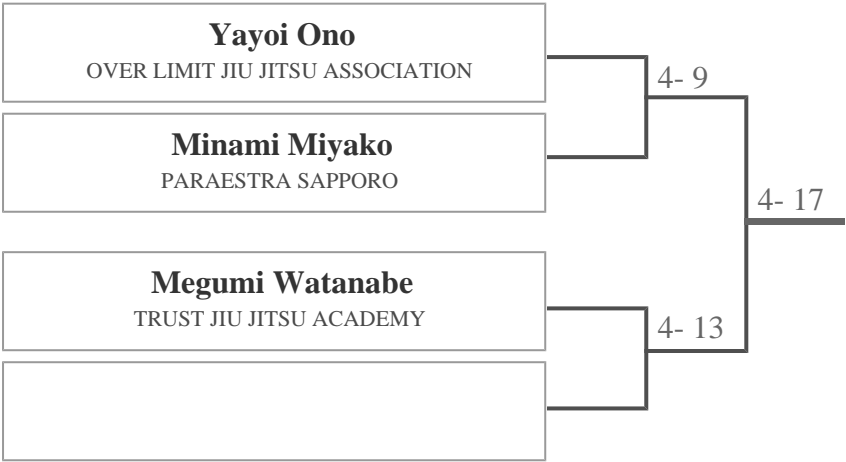 Yayoi Ono
OVER LIMIT JIU JITSU ASSOCIATION
4- 9
Minami Miyako
PARAESTRA SAPPORO
4- 17
Megumi Watanabe
TRUST JIU JITSU ACADEMY
4- 13